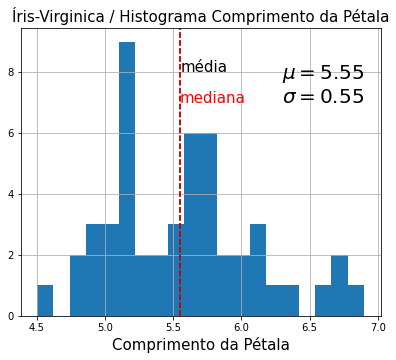 Íris-Virginica / Histograma Comprimento da Pétala
média
mediana
μ = 5.55
σ = 0.55
8
6
4
2
0
4.5 5.0 5.5 6.0 6.5 7.0
Comprimento da Pétala